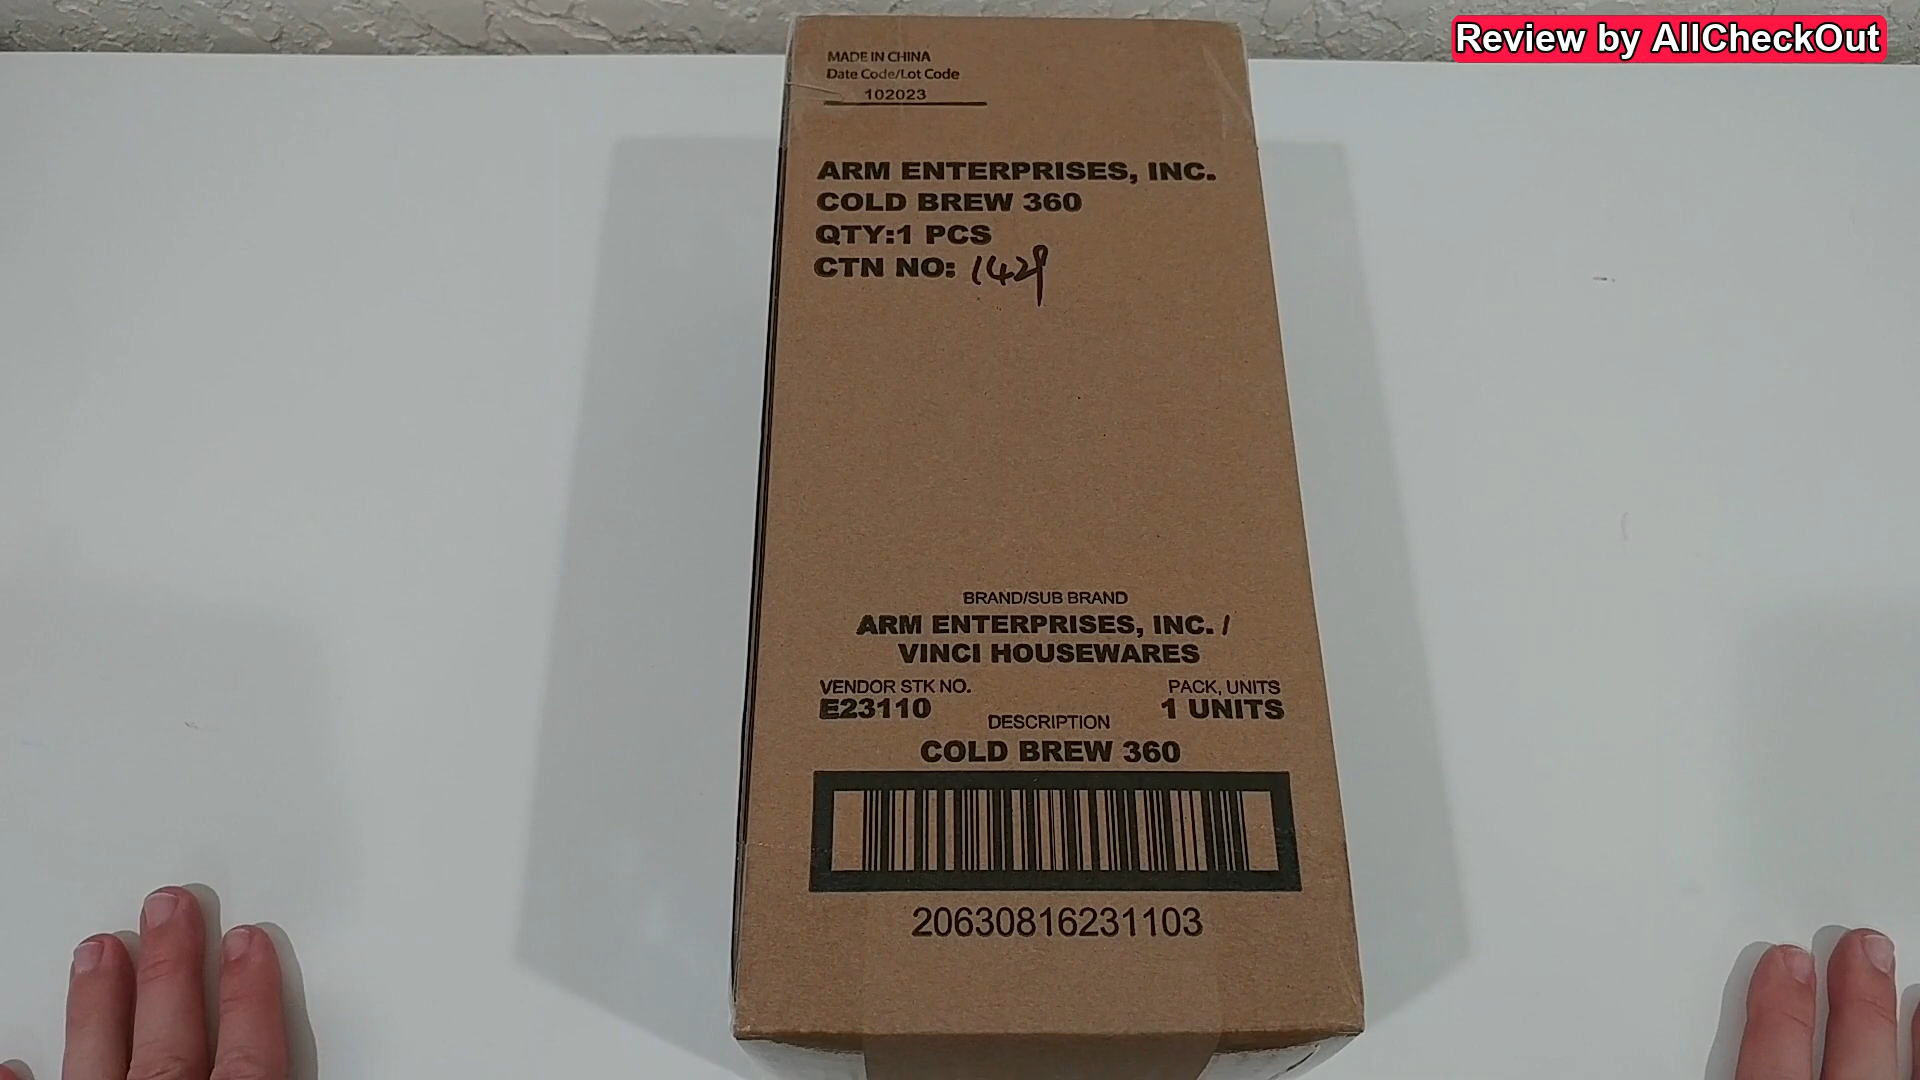 Review by AllCheckOut
MADE IN CHINA
Date Code/Lot Code
102023
ARM ENTERPRISES, INC.
COLD BREW 360
QTY:1 PCS
CTN NO: 1429
BRAND/SUB BRAND
ARM ENTERPRISES, INC. /
VINCI HOUSEWARES
VENDOR STK NO.
PACK, UNITS
E23110
1 UNITS
DESCRIPTION
COLD BREW 360
20630816231103